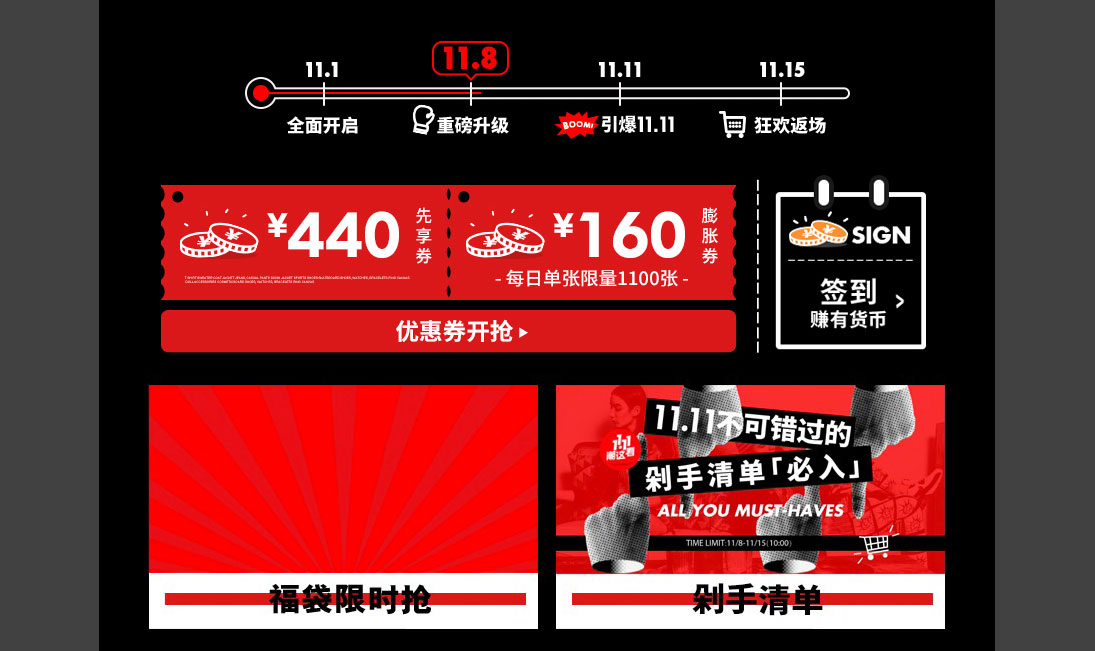 11.1
11.8
11.11
11.15
全面开启
重磅升级
BOOM!
引爆11.11
狂欢返场
¥440
先享券
¥160
膨胀券
- 每日单张限量1100张 -
优惠券开抢
SIGN
签到
赚有货币
11.11不可错过的
11.11
潮这看
剁手清单「必入」
ALL YOU MUST-HAVES
TIME LIMIT:11/8-11/15(10:00)
福袋限时抢
剁手清单